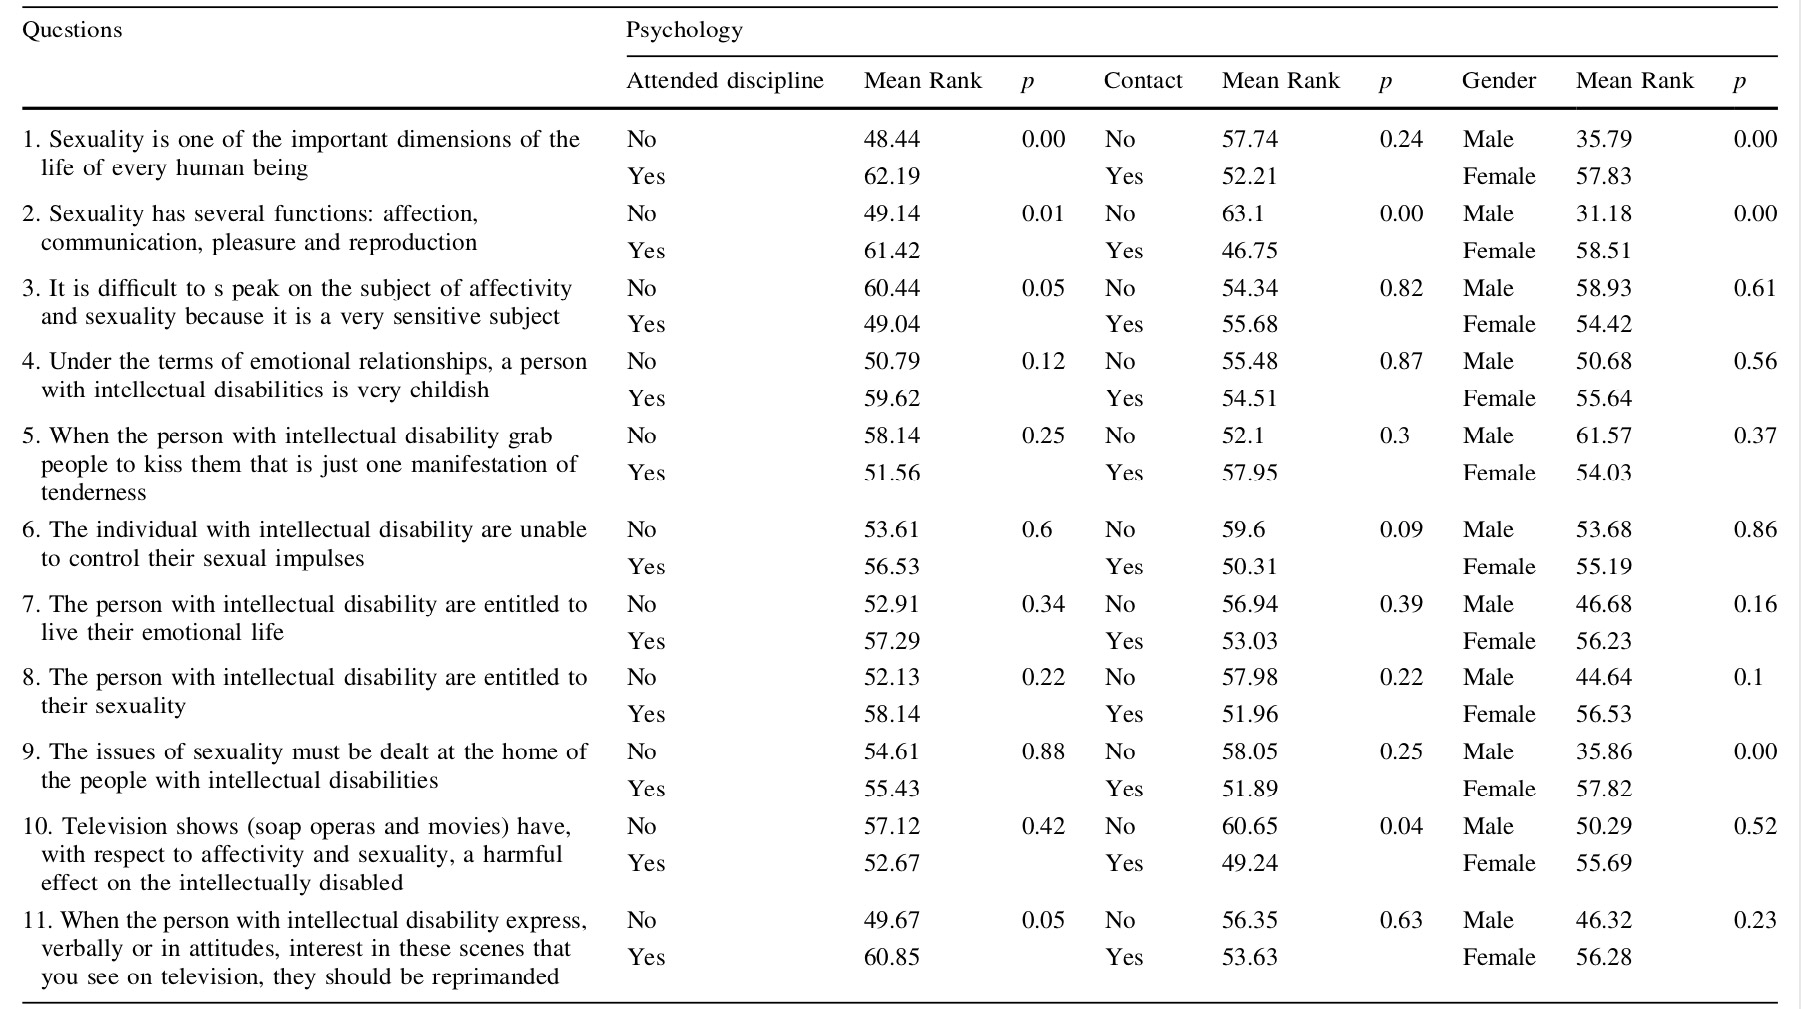 Questions Psychology
Attended discipline Mean Rank p Contact Mean Rank p Gender Mean Rank p
1. Sexuality is one of the important dimensions of the No 48.44 0.00 No 57.74 0.24 Male 35.79 0.00
life of every human being Yes 62.19 Yes 52.21 Female 57.83
2. Sexuality has several functions: affection, No 49.14 0.01 No 63.1 0.00 Male 31.18 0.00
communication, pleasure and reproduction Yes 61.42 Yes 46.75 Female 58.51
3. It is difficult to s peak on the subject of affectivity No 60.44 0.05 No 54.34 0.82 Male 58.93 0.61
and sexuality because it is a very sensitive subject Yes 49.04 Yes 55.68 Female 54.42
4. Under the terms of emotional relationships, a person No 50.79 0.12 No 55.48 0.87 Male 50.68 0.56
with intellectual disabilities is very childish Yes 59.62 Yes 54.51 Female 55.64
5. When the person with intellectual disability grab No 58.14 0.25 No 52.1 0.3 Male 61.57 0.37
people to kiss them that is just one manifestation of Yes 51.56 Yes 57.95 Female 54.03
tenderness
6. The individual with intellectual disability are unable No 53.61 0.6 No 59.6 0.09 Male 53.68 0.86
to control their sexual impulses Yes 56.53 Yes 50.31 Female 55.19
7. The person with intellectual disability are entitled to No 52.91 0.34 No 56.94 0.39 Male 46.68 0.16
live their emotional life Yes 57.29 Yes 53.03 Female 56.23
8. The person with intellectual disability are entitled to No 52.13 0.22 No 57.98 0.22 Male 44.64 0.1
their sexuality Yes 58.14 Yes 51.96 Female 56.53
9. The issues of sexuality must be dealt at the home of No 54.61 0.88 No 58.05 0.25 Male 35.86 0.00
the people with intellectual disabilities Yes 55.43 Yes 51.89 Female 57.82
10. Television shows (soap operas and movies) have, No 57.12 0.42 No 60.65 0.04 Male 50.29 0.52
with respect to affectivity and sexuality, a harmful Yes 52.67 Yes 49.24 Female 55.69
effect on the intellectually disabled
11. When the person with intellectual disability express, No 49.67 0.05 No 56.35 0.63 Male 46.32 0.23
verbally or in attitudes, interest in these scenes that Yes 60.85 Yes 53.63 Female 56.28
you see on television, they should be reprimanded